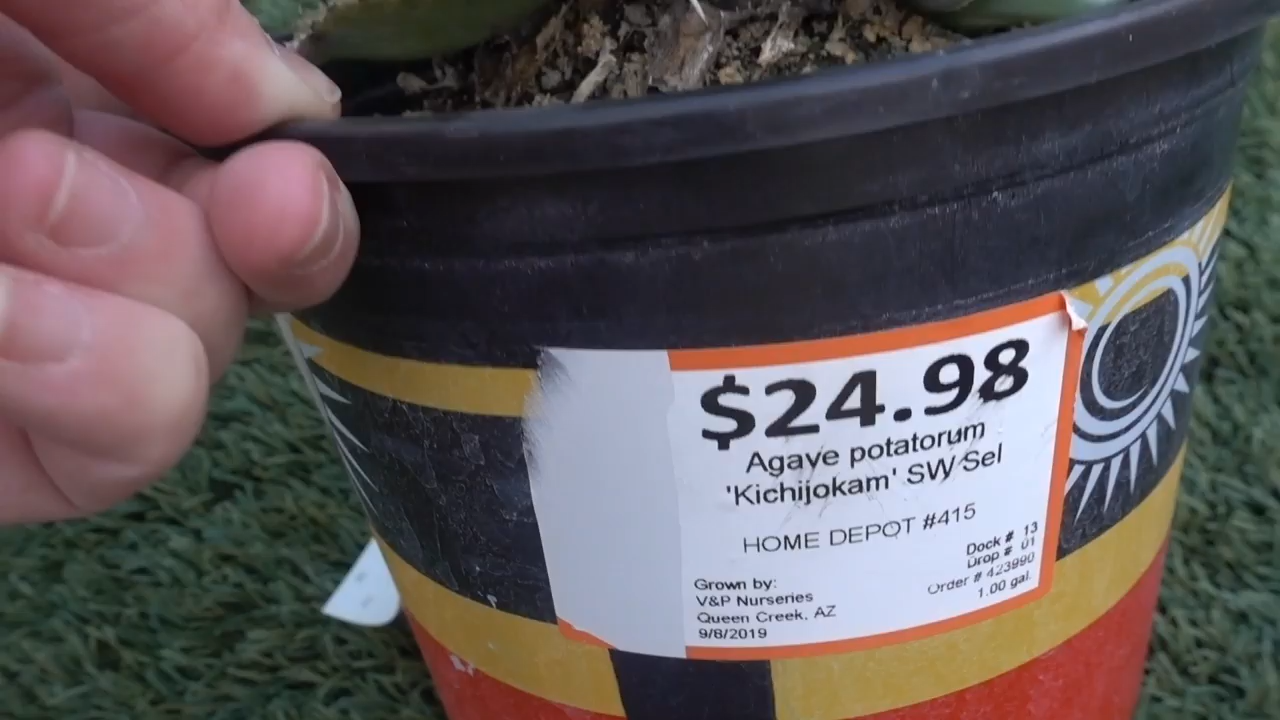 $24.98
Agave potatorum
'Kichijokam' SW Sel
HOME DEPOT #415
Dock # 13
Drop # 01
Order # 423990
1.00 gal.
Grown by:
V&P Nurseries
Queen Creek, AZ
9/8/2019